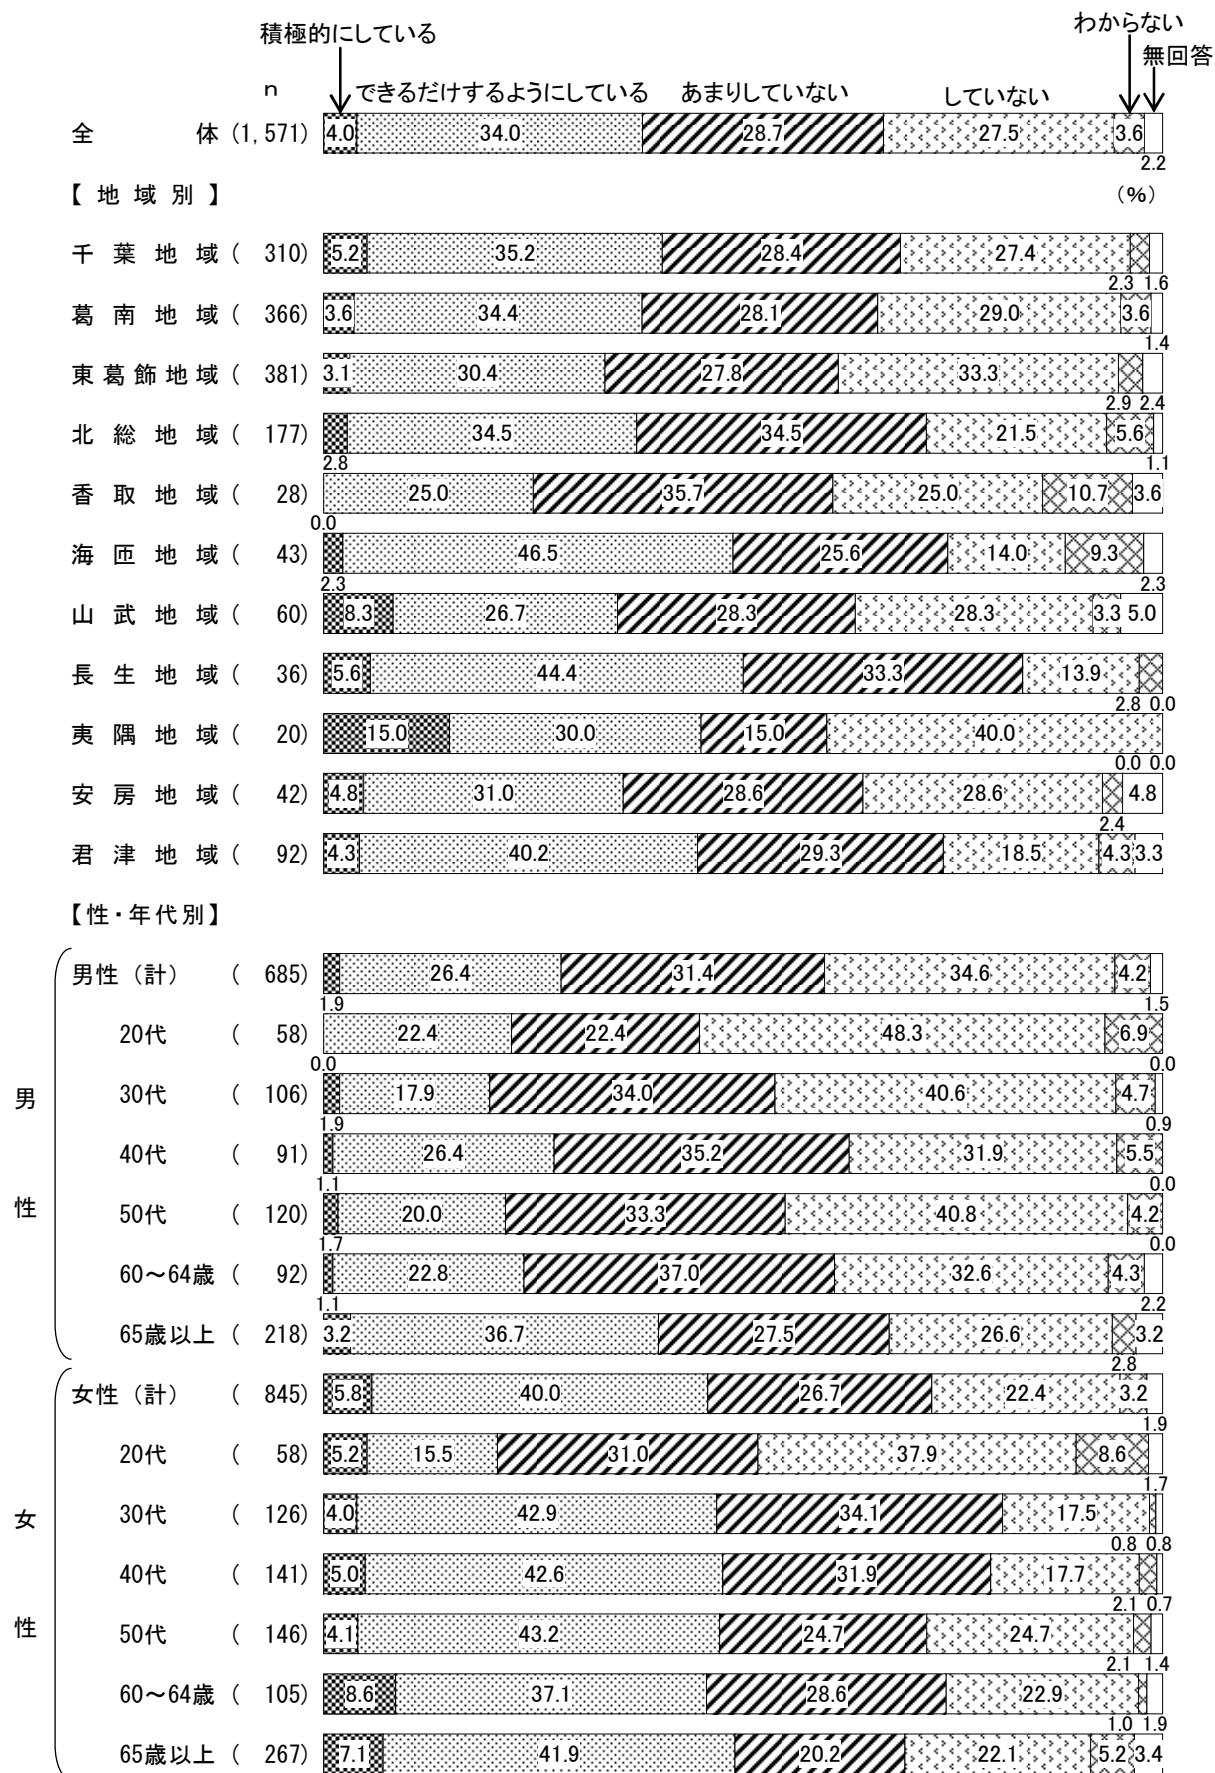 積極的にしている
わからない
無回答
n
できるだけするようにしている あまりしていない していない
全体 (1,571) 4.0 34.0 28.7 27.5 3.6
2.2
【地域別】 (%)
千葉地域( 310) 5.2 35.2 28.4 27.4
2.3 1.6
葛南地域( 366) 3.6 34.4 28.1 29.0 3.6
1.4
東葛飾地域( 381) 3.1 30.4 27.8 33.3
2.9 2.4
北総地域( 177) 34.5 34.5 21.5 5.6
2.8 1.1
香取地域( 28) 25.0 35.7 25.0 10.7 3.6
0.0
海匝地域( 43) 46.5 25.6 14.0 9.3
2.3 2.3
山武地域( 60) 8.3 26.7 28.3 28.3 3.3 5.0
長生地域( 36) 5.6 44.4 33.3 13.9
2.8 0.0
夷隅地域( 20) 15.0 30.0 15.0 40.0
0.0 0.0
安房地域( 42) 4.8 31.0 28.6 28.6 4.8
2.4
君津地域( 92) 4.3 40.2 29.3 18.5 4.3 3.3
【性・年代別】
男性
男性(計) ( 685) 26.4 31.4 34.6 4.2
1.9 1.5
20代 ( 58) 22.4 22.4 48.3 6.9
0.0 0.0
30代 ( 106) 17.9 34.0 40.6 4.7
1.9 0.9
40代 ( 91) 26.4 35.2 31.9 5.5
1.1 0.0
50代 ( 120) 20.0 33.3 40.8 4.2
1.7 0.0
60～64歳 ( 92) 22.8 37.0 32.6 4.3
1.1 2.2
65歳以上 ( 218) 3.2 36.7 27.5 26.6 3.2
2.8
女性
女性(計) ( 845) 5.8 40.0 26.7 22.4 3.2
1.9
20代 ( 58) 5.2 15.5 31.0 37.9 8.6
1.7
30代 ( 126) 4.0 42.9 34.1 17.5
0.8 0.8
40代 ( 141) 5.0 42.6 31.9 17.7
2.1 0.7
50代 ( 146) 4.1 43.2 24.7 24.7
2.1 1.4
60～64歳 ( 105) 8.6 37.1 28.6 22.9
1.0 1.9
65歳以上 ( 267) 7.1 41.9 20.2 22.1 5.2 3.4